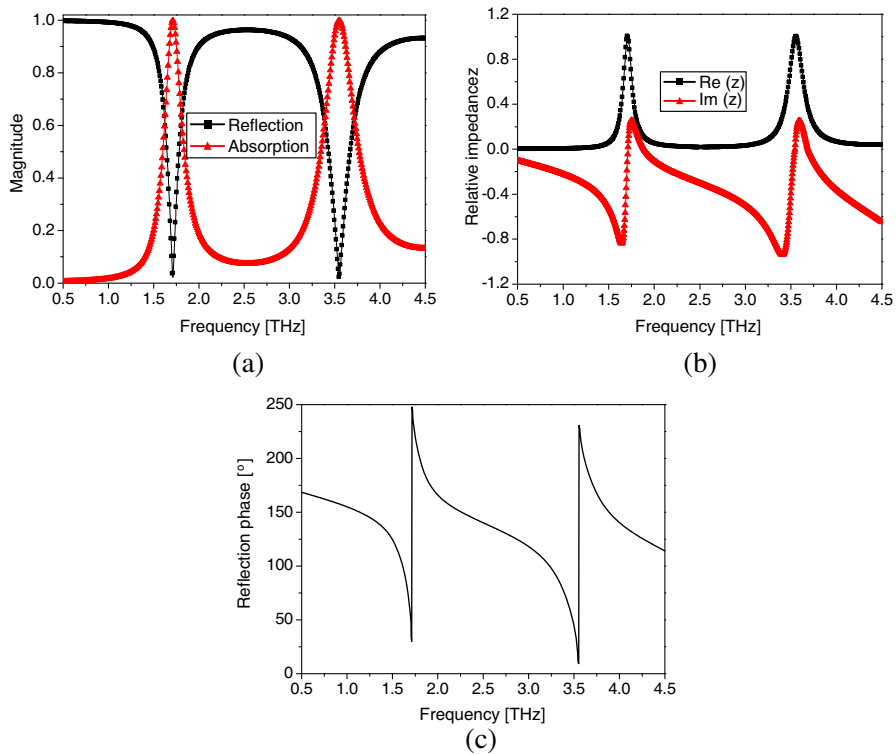 1.0
0.8
0.6
0.4
0.2
0.0
Magnitude
Reflection
Absorption
0.5 1.0 1.5 2.0 2.5 3.0 3.5 4.0 4.5
Frequency [THz]
(a)
1.2
0.8
0.4
0.0
-0.4
-0.8
-1.2
Relative impedancez
Re (z)
Im (z)
0.5 1.0 1.5 2.0 2.5 3.0 3.5 4.0 4.5
Frequency [THz]
(b)
250
200
150
100
50
0
Reflection phase [°]
0.5 1.0 1.5 2.0 2.5 3.0 3.5 4.0 4.5
Frequency [THz]
(c)